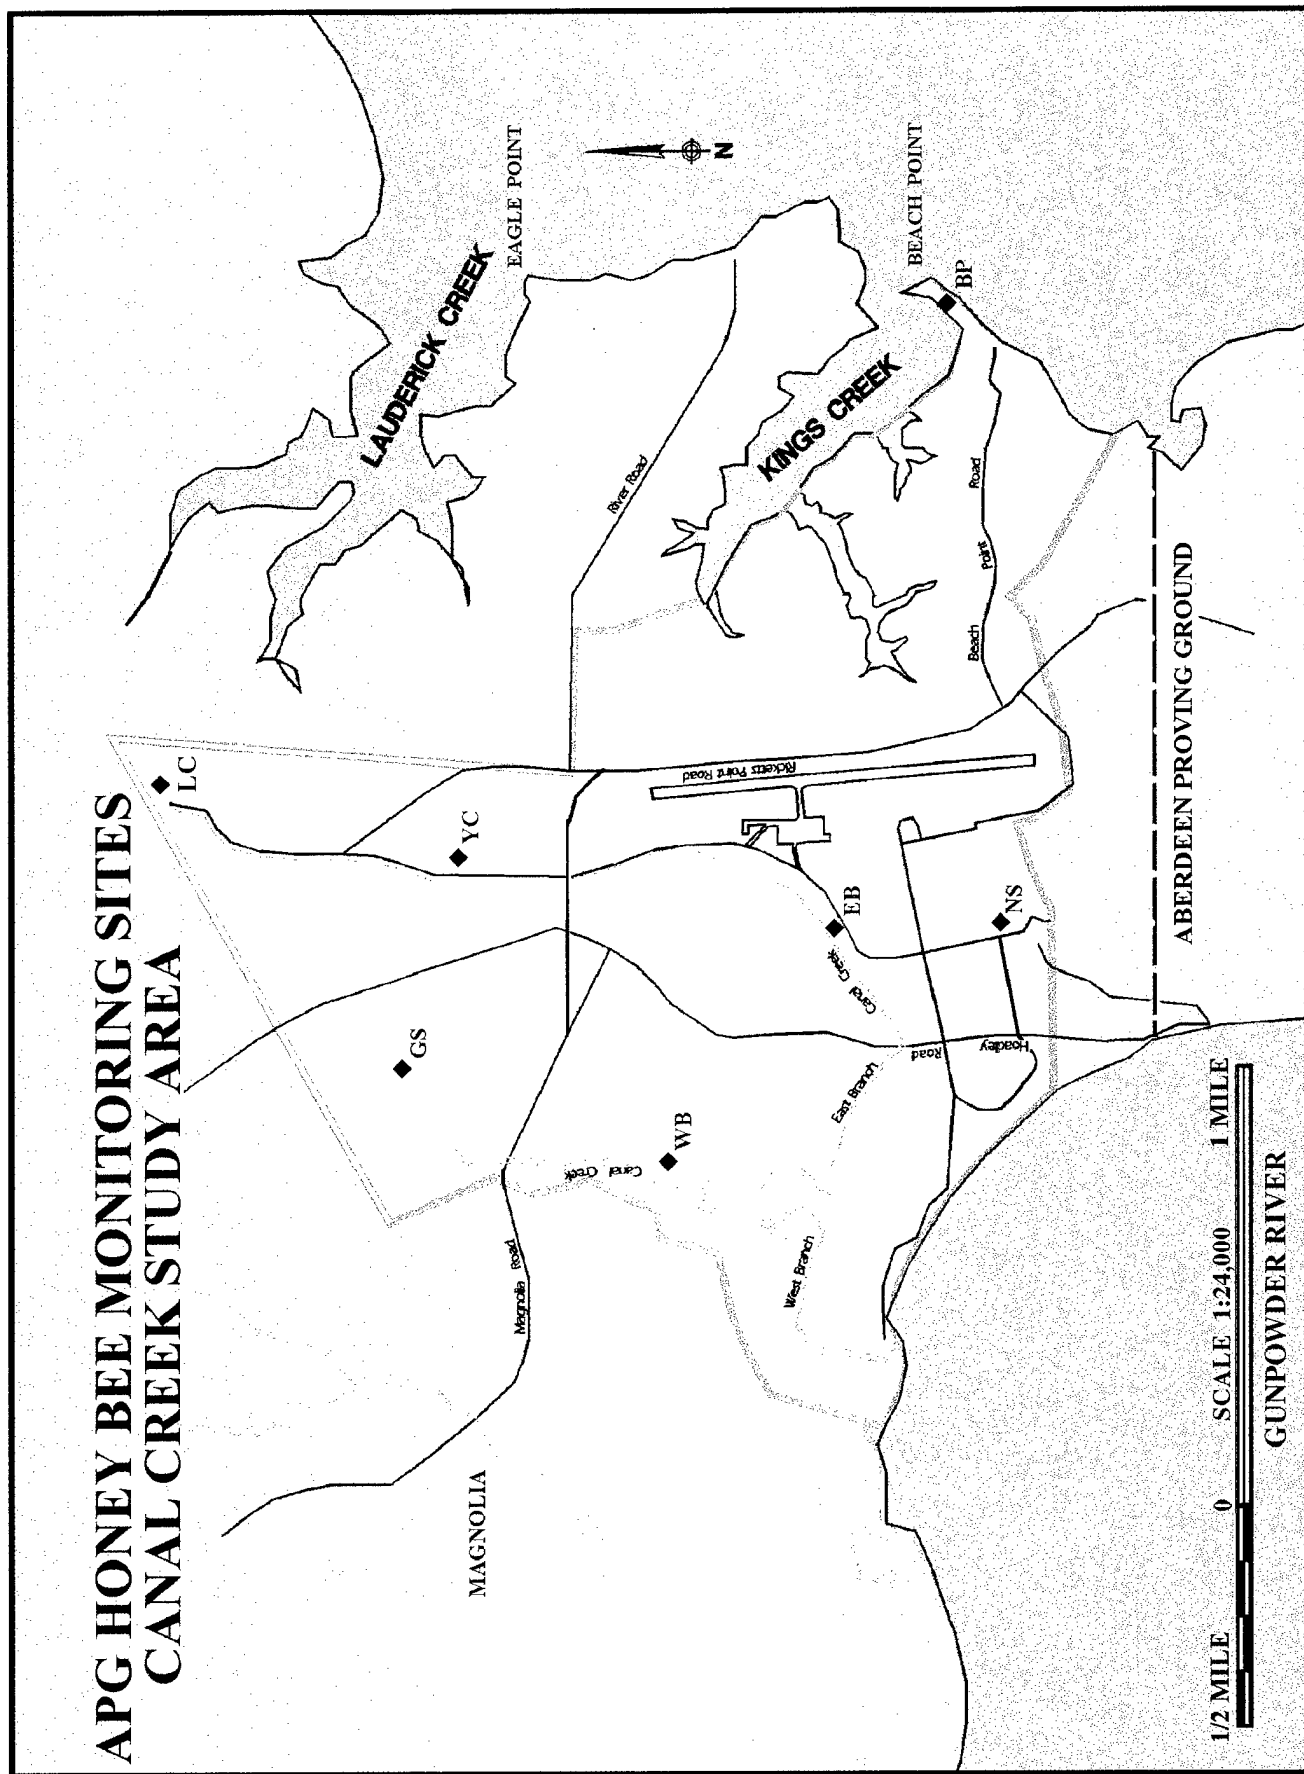 APG HONEY BEE MONITORING SITES
CANAL CREEK STUDY AREA
LC
LAUDERICK CREEK
EAGLE POINT
N
YC
GS
River Road
Magnolia Road
MAGNOLIA
Canal Creek
WB
Ricketts Point Road
KINGS CREEK
BEACH POINT
BP
EB
Canal Creek
East Branch
West Branch
Road
Hoadley
NS
Beach Point Road
ABERDEEN PROVING GROUND
1/2 MILE
0
SCALE 1:24,000
1 MILE
GUNPOWDER RIVER